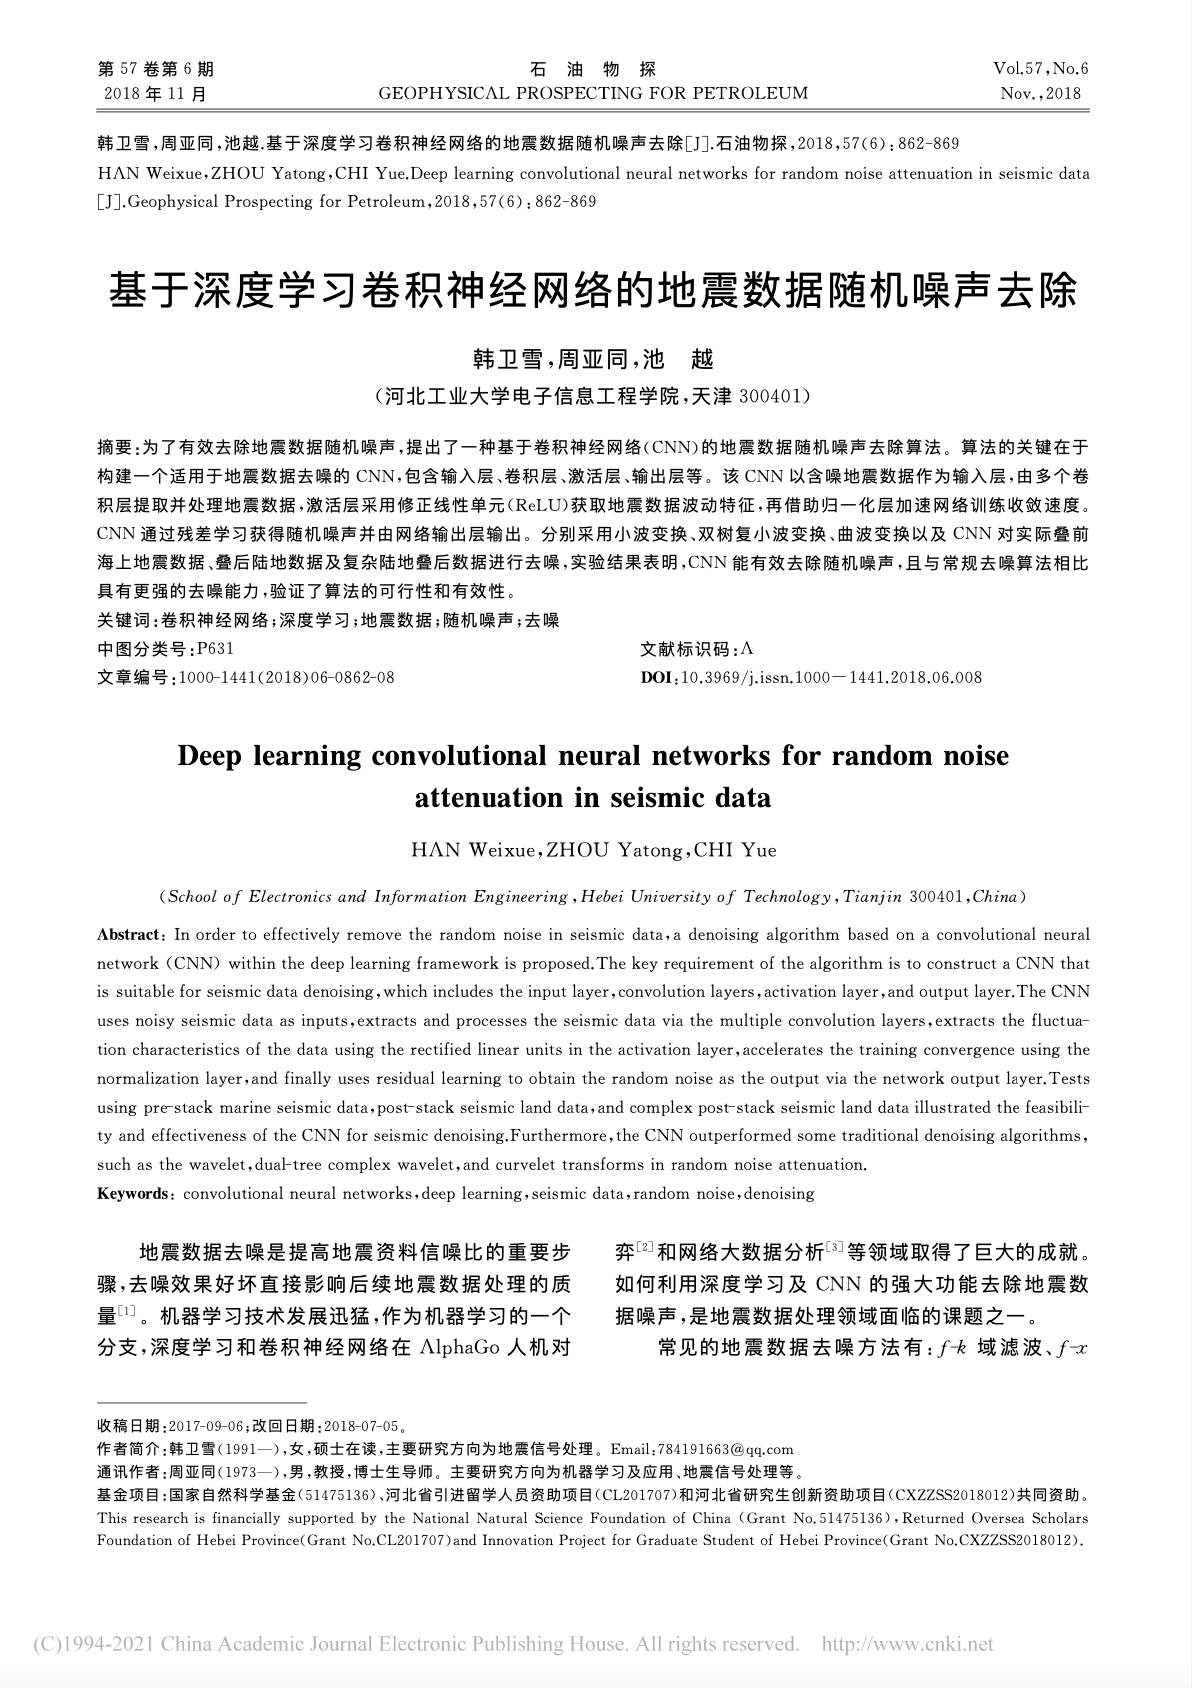 第 57 卷第 6 期
石 油 物 探
Vol.57,No.6
2018 年 11 月
GEOPHYSICAL PROSPECTING FOR PETROLEUM
Nov.,2018
韩卫雪,周亚同,池越.基于深度学习卷积神经网络的地震数据随机噪声去除[J].石油物探,2018,57(6):862-869
HAN Weixue,ZHOU Yatong,CHI Yue.Deep learning convolutional neural networks for random noise attenuation in seismic data
[J].Geophysical Prospecting for Petroleum,2018,57(6):862-869
基于深度学习卷积神经网络的地震数据随机噪声去除
韩卫雪,周亚同,池 越
(河北工业大学电子信息工程学院,天津 300401)
摘要:为了有效去除地震数据随机噪声,提出了一种基于卷积神经网络(CNN)的地震数据随机噪声去除算法。算法的关键在于
构建一个适用于地震数据去噪的 CNN,包含输入层、卷积层、激活层、输出层等。该 CNN 以含噪地震数据作为输入层,由多个卷
积层提取并处理地震数据,激活层采用修正线性单元(ReLU)获取地震数据波动特征,再借助归一化层加速网络训练收敛速度。
CNN 通过残差学习获得随机噪声并由网络输出层输出。分别采用小波变换、双树复小波变换、曲波变换以及 CNN 对实际叠前
海上地震数据、叠后陆地数据及复杂陆地叠后数据进行去噪,实验结果表明,CNN 能有效去除随机噪声,且与常规去噪算法相比
具有更强的去噪能力,验证了算法的可行性和有效性。
关键词:卷积神经网络;深度学习;地震数据;随机噪声;去噪
中图分类号:P631
文献标识码:A
文章编号:1000-1441(2018)06-0862-08
DOI:10.3969/j.issn.1000-1441.2018.06.008
Deep learning convolutional neural networks for random noise
attenuation in seismic data
HAN Weixue,ZHOU Yatong,CHI Yue
(School of Electronics and Information Engineering,Hebei University of Technology,Tianjin 300401,China)
Abstract: In order to effectively remove the random noise in seismic data,a denoising algorithm based on a convolutional neural
network (CNN) within the deep learning framework is proposed.The key requirement of the algorithm is to construct a CNN that
is suitable for seismic data denoising,which includes the input layer,convolution layers,activation layer,and output layer.The CNN
uses noisy seismic data as inputs,extracts and processes the seismic data via the multiple convolution layers,extracts the fluctua-
tion characteristics of the data using the rectified linear units in the activation layer,accelerates the training convergence using the
normalization layer,and finally uses residual learning to obtain the random noise as the output via the network output layer.Tests
using pre-stack marine seismic data,post-stack seismic land data,and complex post-stack seismic land data illustrated the feasibili-
ty and effectiveness of the CNN for seismic denoising.Furthermore,the CNN outperformed some traditional denoising algorithms,
such as the wavelet,dual-tree complex wavelet,and curvelet transforms in random noise attenuation.
Keywords: convolutional neural networks,deep learning,seismic data,random noise,denoising
地震数据去噪是提高地震资料信噪比的重要步
骤,去噪效果好坏直接影响后续地震数据处理的质
量[1]。机器学习技术发展迅猛,作为机器学习的一个
分支,深度学习和卷积神经网络在 AlphaGo 人机对
弈[2]和网络大数据分析[3]等领域取得了巨大的成就。
如何利用深度学习及 CNN 的强大功能去除地震数
据噪声,是地震数据处理领域面临的课题之一。
常见的地震数据去噪方法有:f-k 域滤波、f-x
收稿日期:2017-09-06;改回日期:2018-07-05。
作者简介:韩卫雪(1991—),女,硕士在读,主要研究方向为地震信号处理。Email:784191663@qq.com
通讯作者:周亚同(1973—),男,教授,博士生导师。主要研究方向为机器学习及应用、地震信号处理等。
基金项目:国家自然科学基金(51475136)、河北省引进留学人员资助项目(CL201707)和河北省研究生创新资助项目(CXZZSS2018012)共同资助。
This research is financially supported by the National Natural Science Foundation of China (Grant No.51475136),Returned Oversea Scholars
Foundation of Hebei Province(Grant No.CL201707)and Innovation Project for Graduate Student of Hebei Province(Grant No.CXZZSS2018012).
(C)1994-2021 China Academic Journal Electronic Publishing House. All rights reserved. http://www.cnki.net